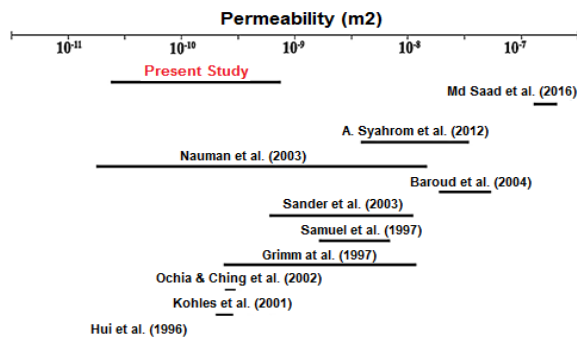 Permeability (m2)
10-11 10-10 10-9 10-8 10-7
Present Study
Md Saad et al. (2016)
A. Syahrom et al. (2012)
Nauman et al. (2003)
Baroud et al. (2004)
Sander et al. (2003)
Samuel et al. (1997)
Grimm at al. (1997)
Ochia & Ching et al. (2002)
Kohles et al. (2001)
Hui et al. (1996)